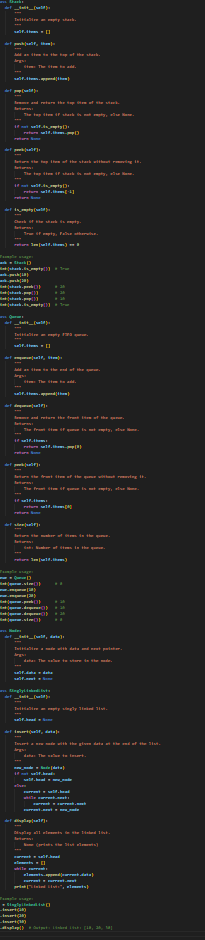 ass Stack:
def __init__(self):
"""
Initialize an empty stack.
"""
self.items = []
def push(self, item):
"""
Add an item to the top of the stack.
Args:
item: The item to add.
"""
self.items.append(item)
def pop(self):
"""
Remove and return the top item of the stack.
Returns:
The top item if stack is not empty, else None.
"""
if not self.is_empty():
return self.items.pop()
return None
def peek(self):
"""
Return the top item of the stack without removing it.
Returns:
The top item if stack is not empty, else None.
"""
if not self.is_empty():
return self.items[-1]
return None
def is_empty(self):
"""
Check if the stack is empty.
Returns:
True if empty, False otherwise.
"""
return len(self.items) == 0
Example usage:
ack = Stack()
int(stack.is_empty()) # True
ack.push(10)
ack.push(20)
int(stack.peek()) # 20
int(stack.pop()) # 20
int(stack.pop()) # 10
int(stack.is_empty()) # True
ass Queue:
def __init__(self):
"""
Initialize an empty FIFO queue.
"""
self.items = []
def enqueue(self, item):
"""
Add an item to the end of the queue.
Args:
item: The item to add.
"""
self.items.append(item)
def dequeue(self):
"""
Remove and return the front item of the queue.
Returns:
The front item if queue is not empty, else None.
"""
if self.items:
return self.items.pop(0)
return None
def peek(self):
"""
Return the front item of the queue without removing it.
Returns:
The front item if queue is not empty, else None.
"""
if self.items:
return self.items[0]
return None
def size(self):
"""
Return the number of items in the queue.
Returns:
int: Number of items in the queue.
"""
return len(self.items)
Example usage:
eue = Queue()
int(queue.size()) # 0
eue.enqueue(10)
eue.enqueue(20)
int(queue.peek()) # 10
int(queue.dequeue()) # 10
int(queue.dequeue()) # 20
int(queue.size()) # 0
ass Node:
def __init__(self, data):
"""
Initialize a node with data and next pointer.
Args:
data: The value to store in the node.
"""
self.data = data
self.next = None
ass SinglyLinkedList:
def __init__(self):
"""
Initialize an empty singly linked list.
"""
self.head = None
def insert(self, data):
"""
Insert a new node with the given data at the end of the list.
Args:
data: The value to insert.
"""
new_node = Node(data)
if not self.head:
self.head = new_node
else:
current = self.head
while current.next:
current = current.next
current.next = new_node
def display(self):
"""
Display all elements in the linked list.
Returns:
None (prints the list elements)
"""
current = self.head
elements = []
while current:
elements.append(current.data)
current = current.next
print("Linked List:", elements)
Example usage:
= SinglyLinkedList()
.insert(10)
.insert(20)
.insert(30)
.display() # Output: Linked List: [10, 20, 30]